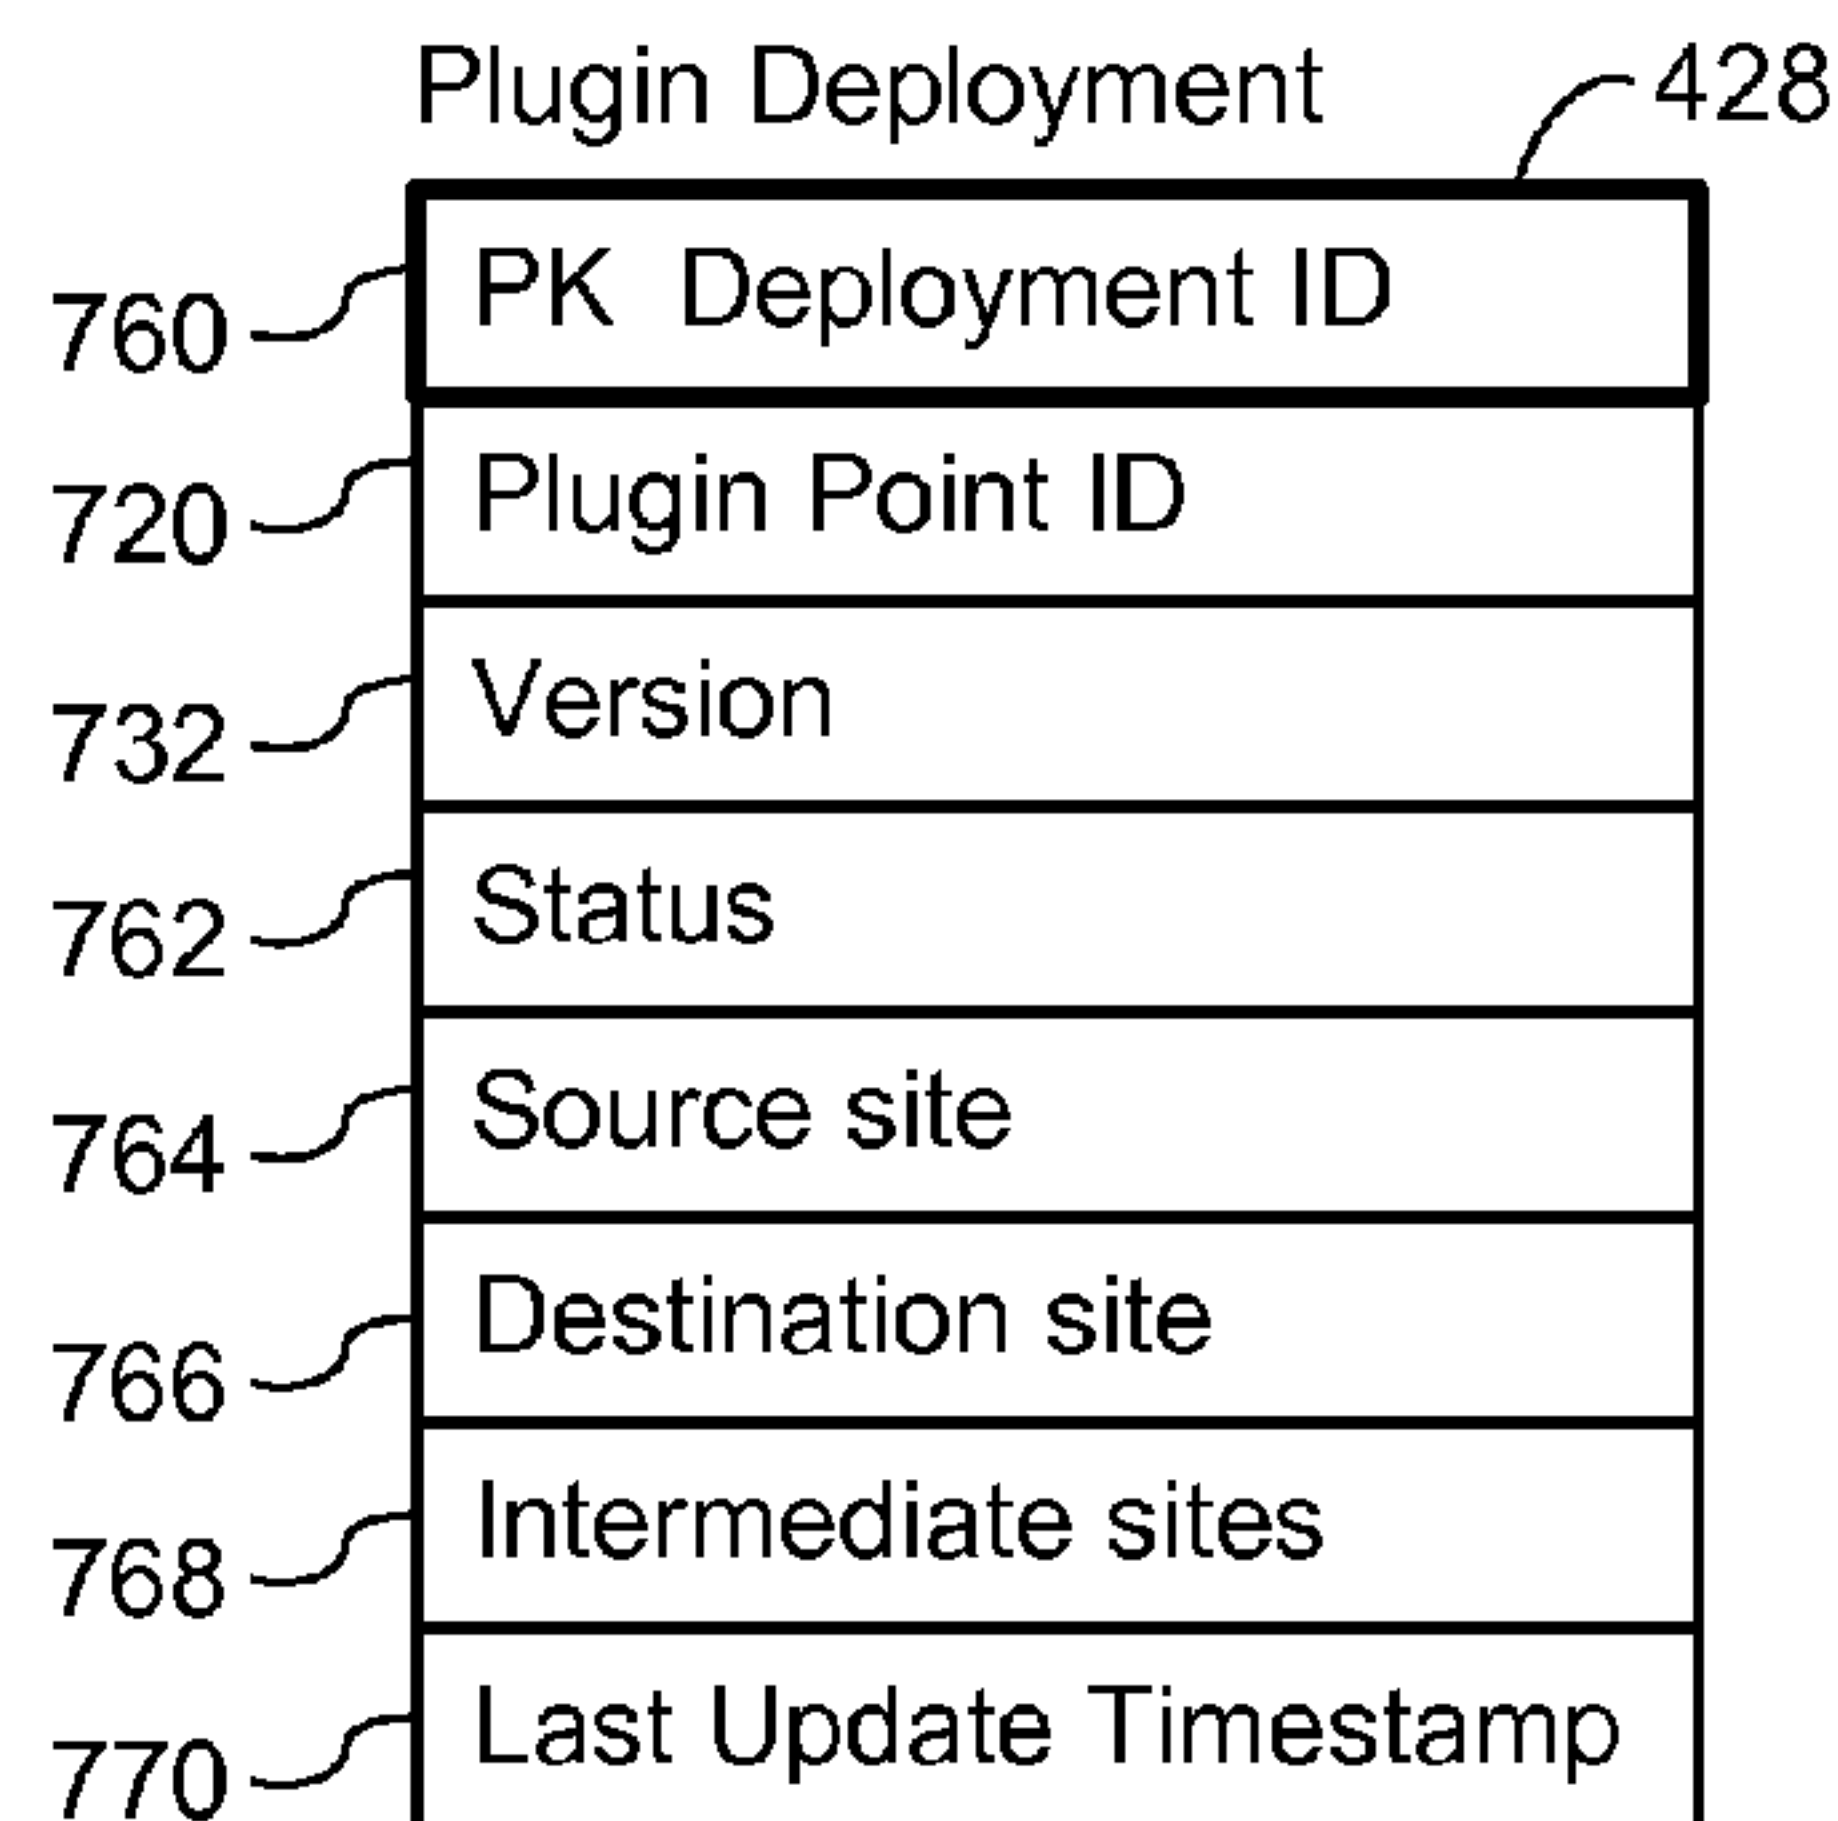 Plugin Deployment 428
760 PK Deployment ID
720 Plugin Point ID
732 Version
762 Status
764 Source site
766 Destination site
768 Intermediate sites
770 Last Update Timestamp